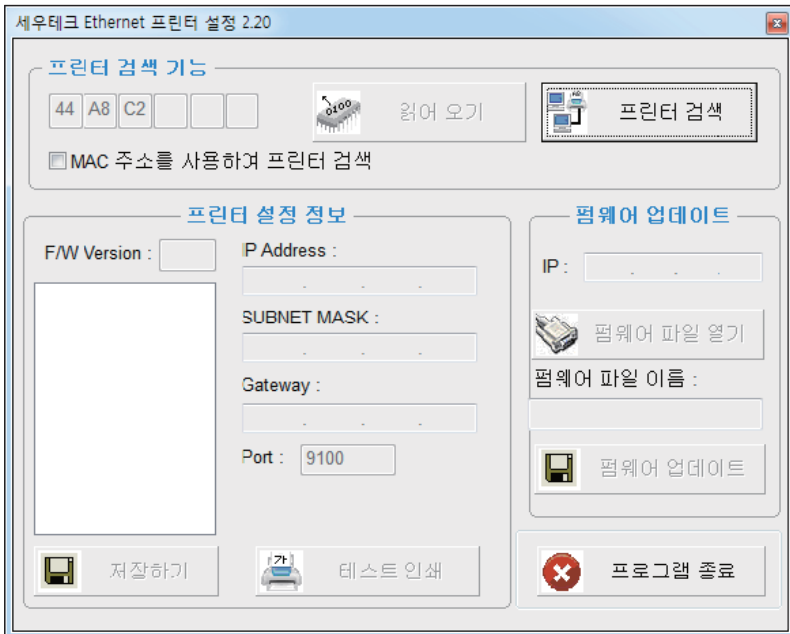 세우테크 Ethernet 프린터 설정 2.20
프린터 검색 기능
44 A8 C2
읽어 오기
프린터 검색
MAC 주소를 사용하여 프린터 검색
프린터 설정 정보
F/W Version :
IP Address :
SUBNET MASK :
Gateway :
Port : 9100
저장하기
테스트 인쇄
펌웨어 업데이트
IP :
펌웨어 파일 열기
펌웨어 파일 이름 :
펌웨어 업데이트
프로그램 종료